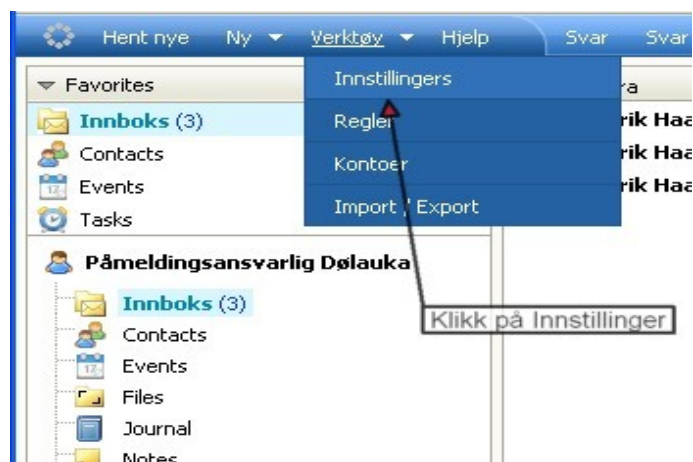 Hent nye Ny Verktøy Hjelp Svar Svar
Favorites
Innboks (3)
Contacts
Events
Tasks
Innstillingers
Regler
Kontoer
Import / Export
ra
rik Haa
rik Haa
rik Haa
Påmeldingsansvarlig Dølauka
Innboks (3)
Contacts
Events
Files
Journal
Notes
Klikk på Innstillinger